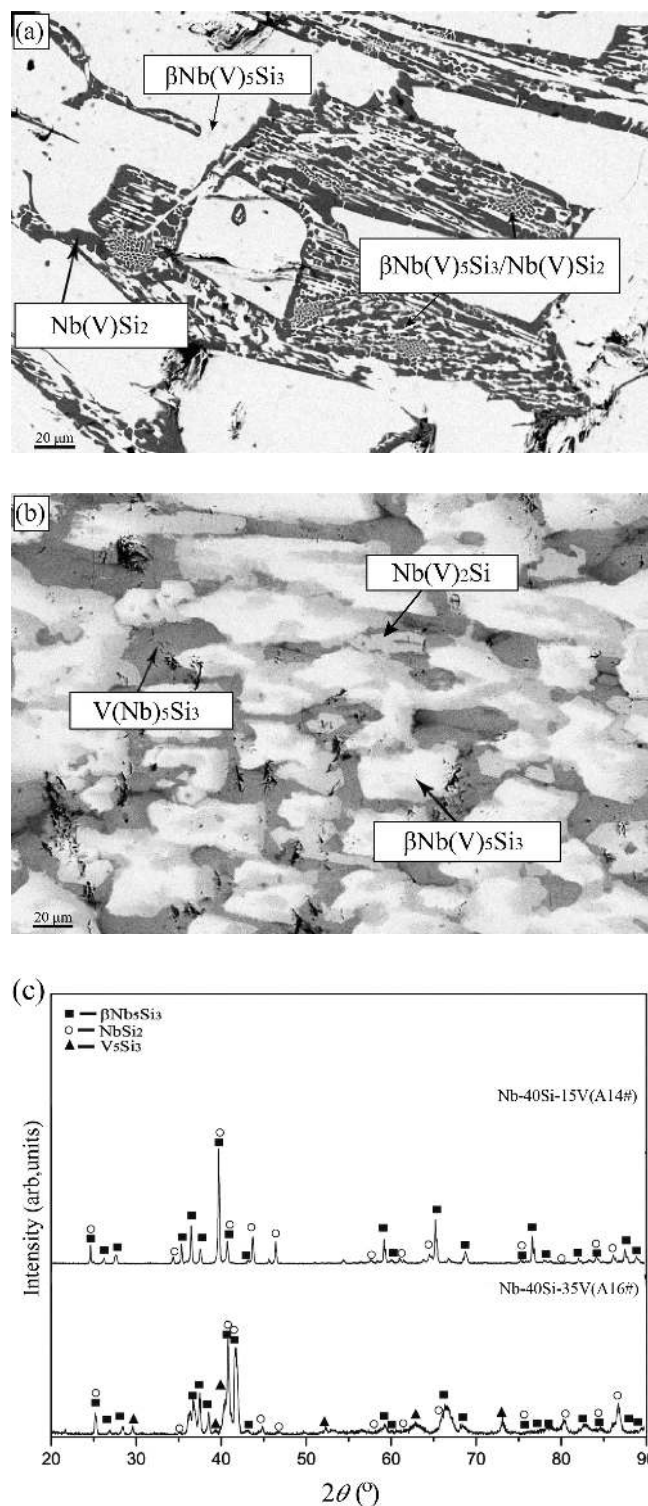 (a)
βNb(V)₅Si₃
βNb(V)₅Si₃/Nb(V)Si₂
Nb(V)Si₂
20 μm
(b)
Nb(V)₂Si
V(Nb)₅Si₃
βNb(V)₅Si₃
20 μm
(c)
■ — βNb₅Si₃
○ — NbSi₂
▲ — V₅Si₃
Nb-40Si-15V(A14#)
Intensity (arb,units)
Nb-40Si-35V(A16#)
20 30 40 50 60 70 80 90
2θ (°)